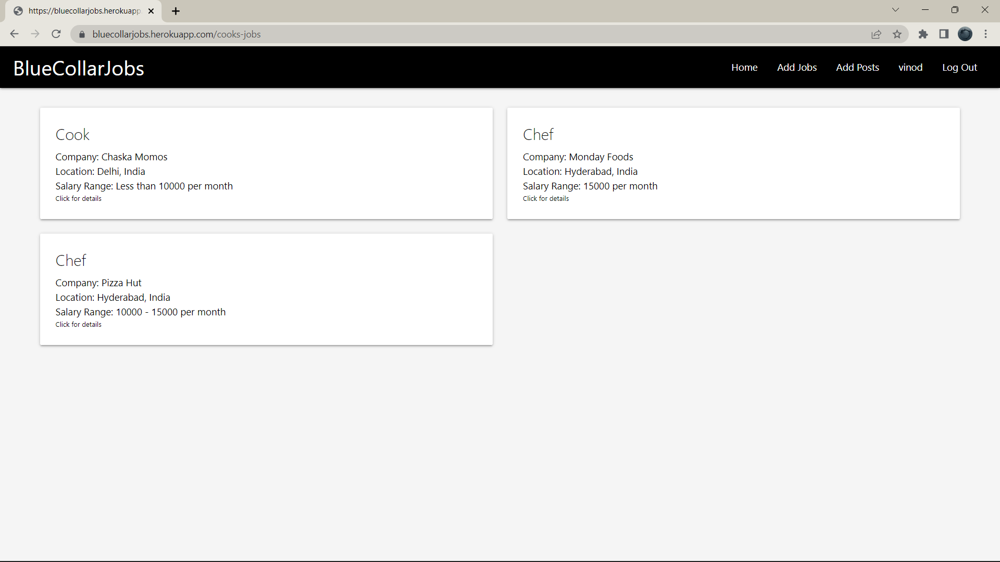 https://bluecollarjobs.herokuapp.
bluecollarjobs.herokuapp.com/cooks-jobs
BlueCollarJobs
Home
Add Jobs
Add Posts
vinod
Log Out
Cook
Company: Chaska Momos
Location: Delhi, India
Salary Range: Less than 10000 per month
Click for details
Chef
Company: Monday Foods
Location: Hyderabad, India
Salary Range: 15000 per month
Click for details
Chef
Company: Pizza Hut
Location: Hyderabad, India
Salary Range: 10000 - 15000 per month
Click for details